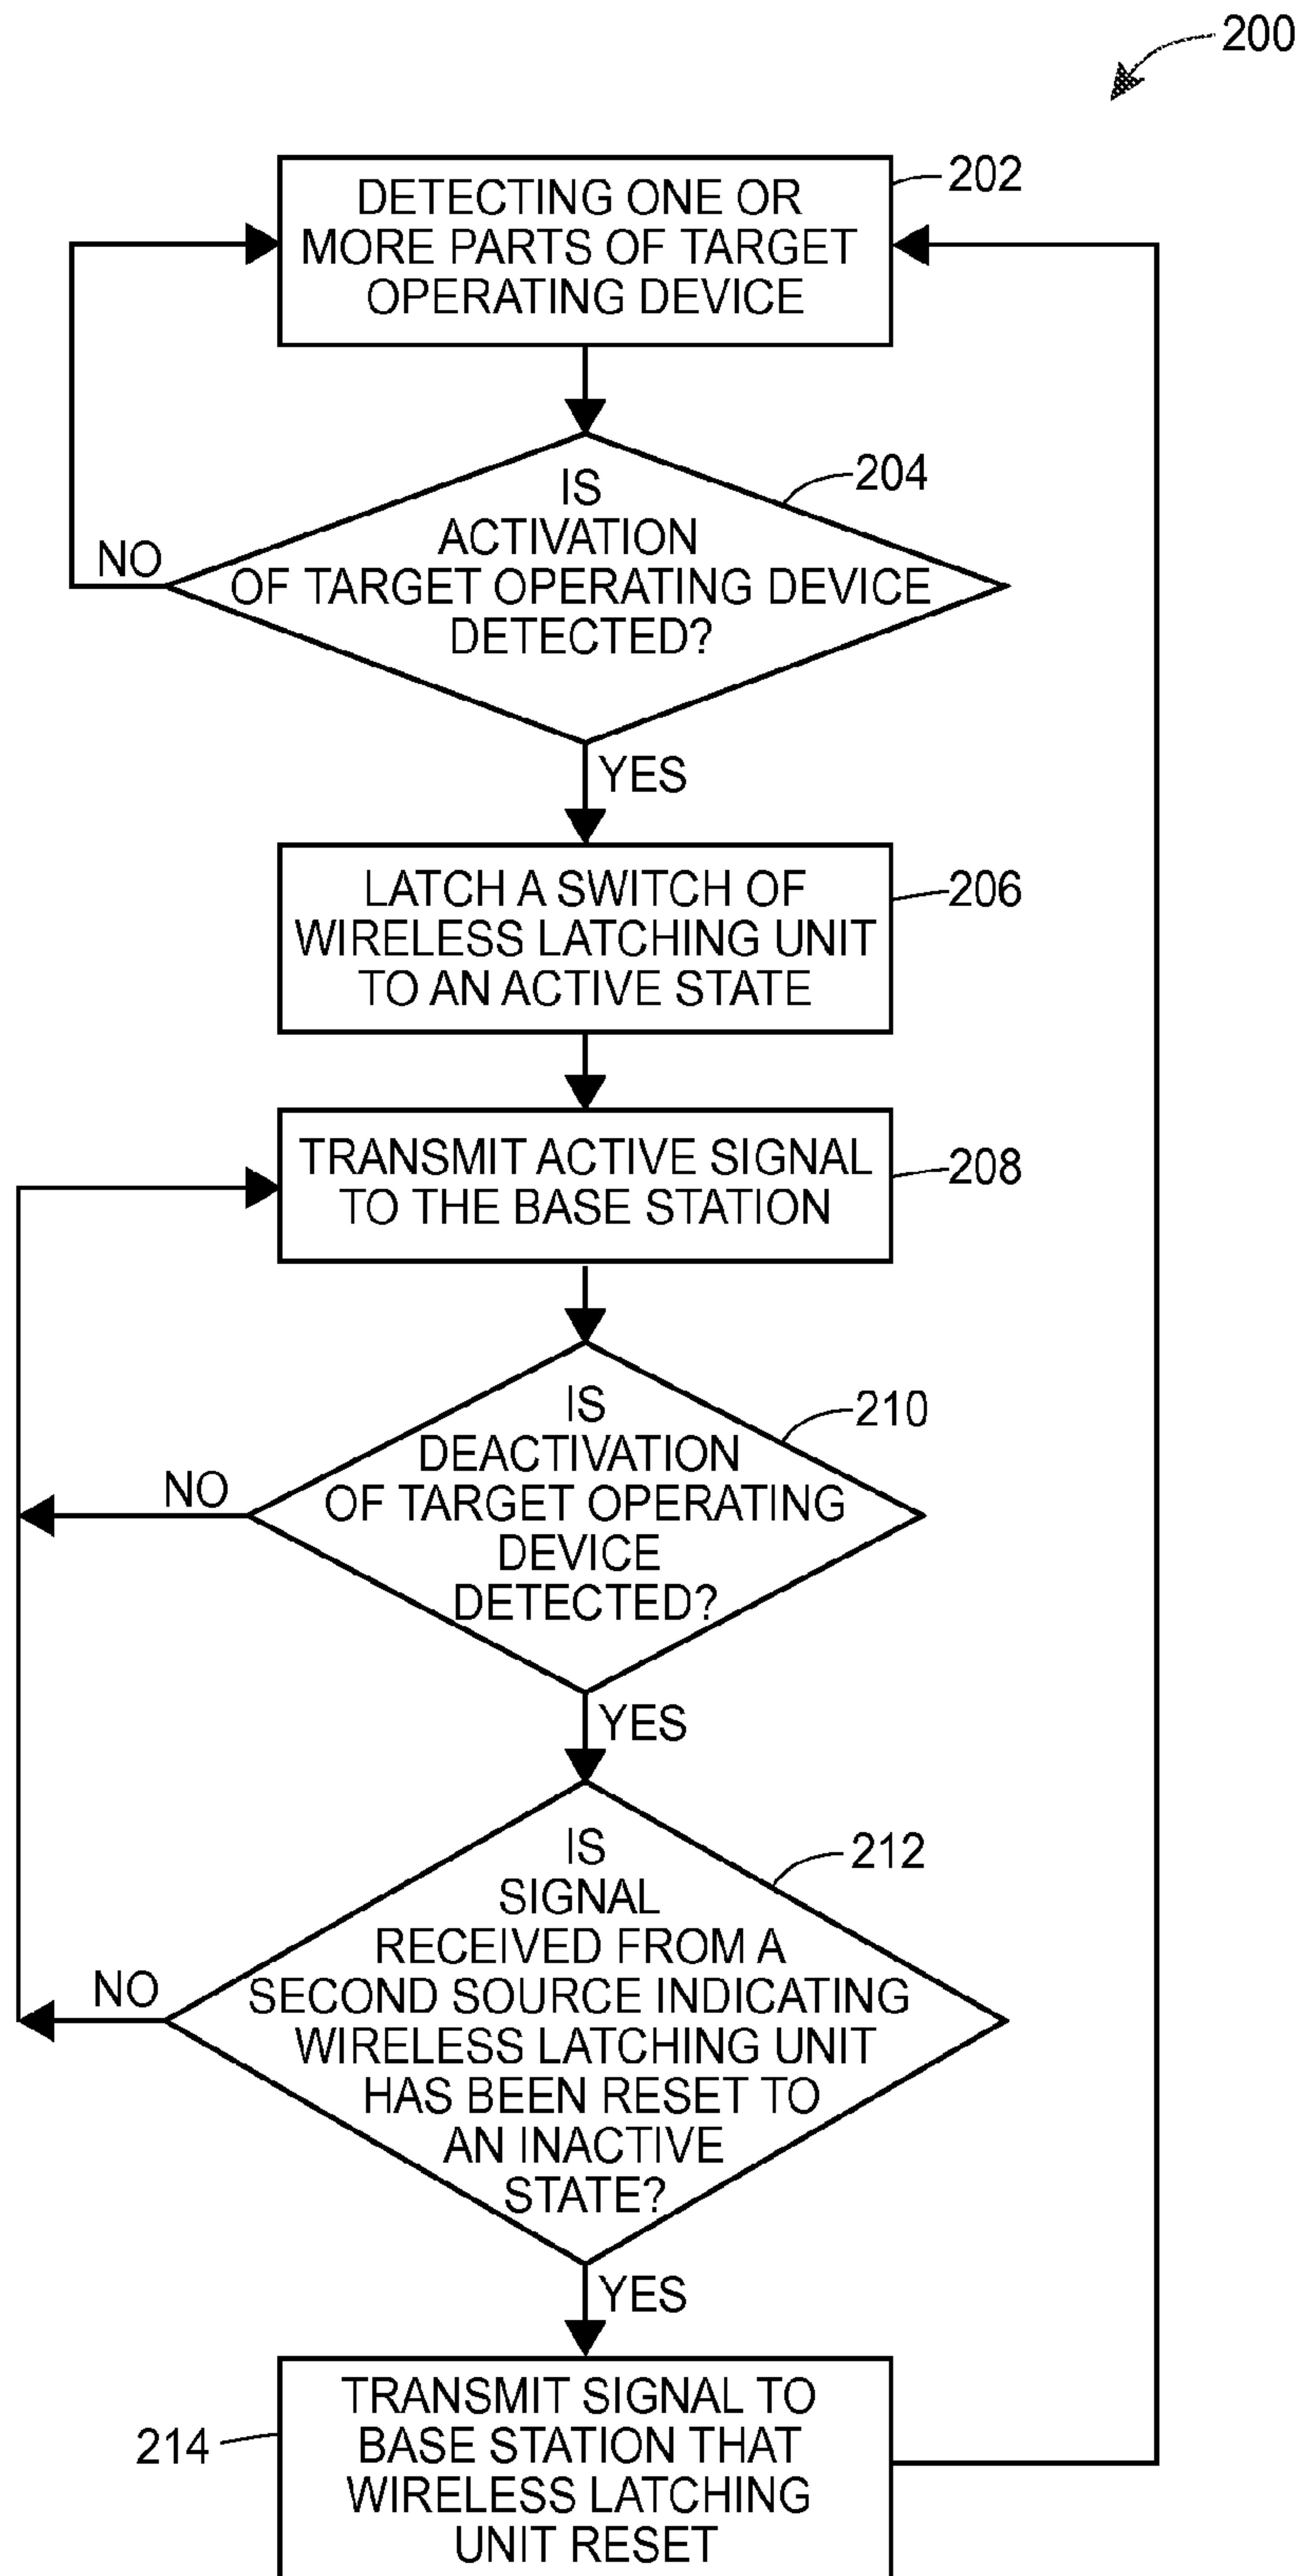 200
202
DETECTING ONE OR
MORE PARTS OF TARGET
OPERATING DEVICE
204
IS
ACTIVATION
OF TARGET OPERATING DEVICE
DETECTED?
NO
YES
206
LATCH A SWITCH OF
WIRELESS LATCHING UNIT
TO AN ACTIVE STATE
208
TRANSMIT ACTIVE SIGNAL
TO THE BASE STATION
210
IS
DEACTIVATION
OF TARGET OPERATING
DEVICE
DETECTED?
NO
YES
212
IS
SIGNAL
RECEIVED FROM A
SECOND SOURCE INDICATING
WIRELESS LATCHING UNIT
HAS BEEN RESET TO
AN INACTIVE
STATE?
NO
YES
214
TRANSMIT SIGNAL TO
BASE STATION THAT
WIRELESS LATCHING
UNIT RESET